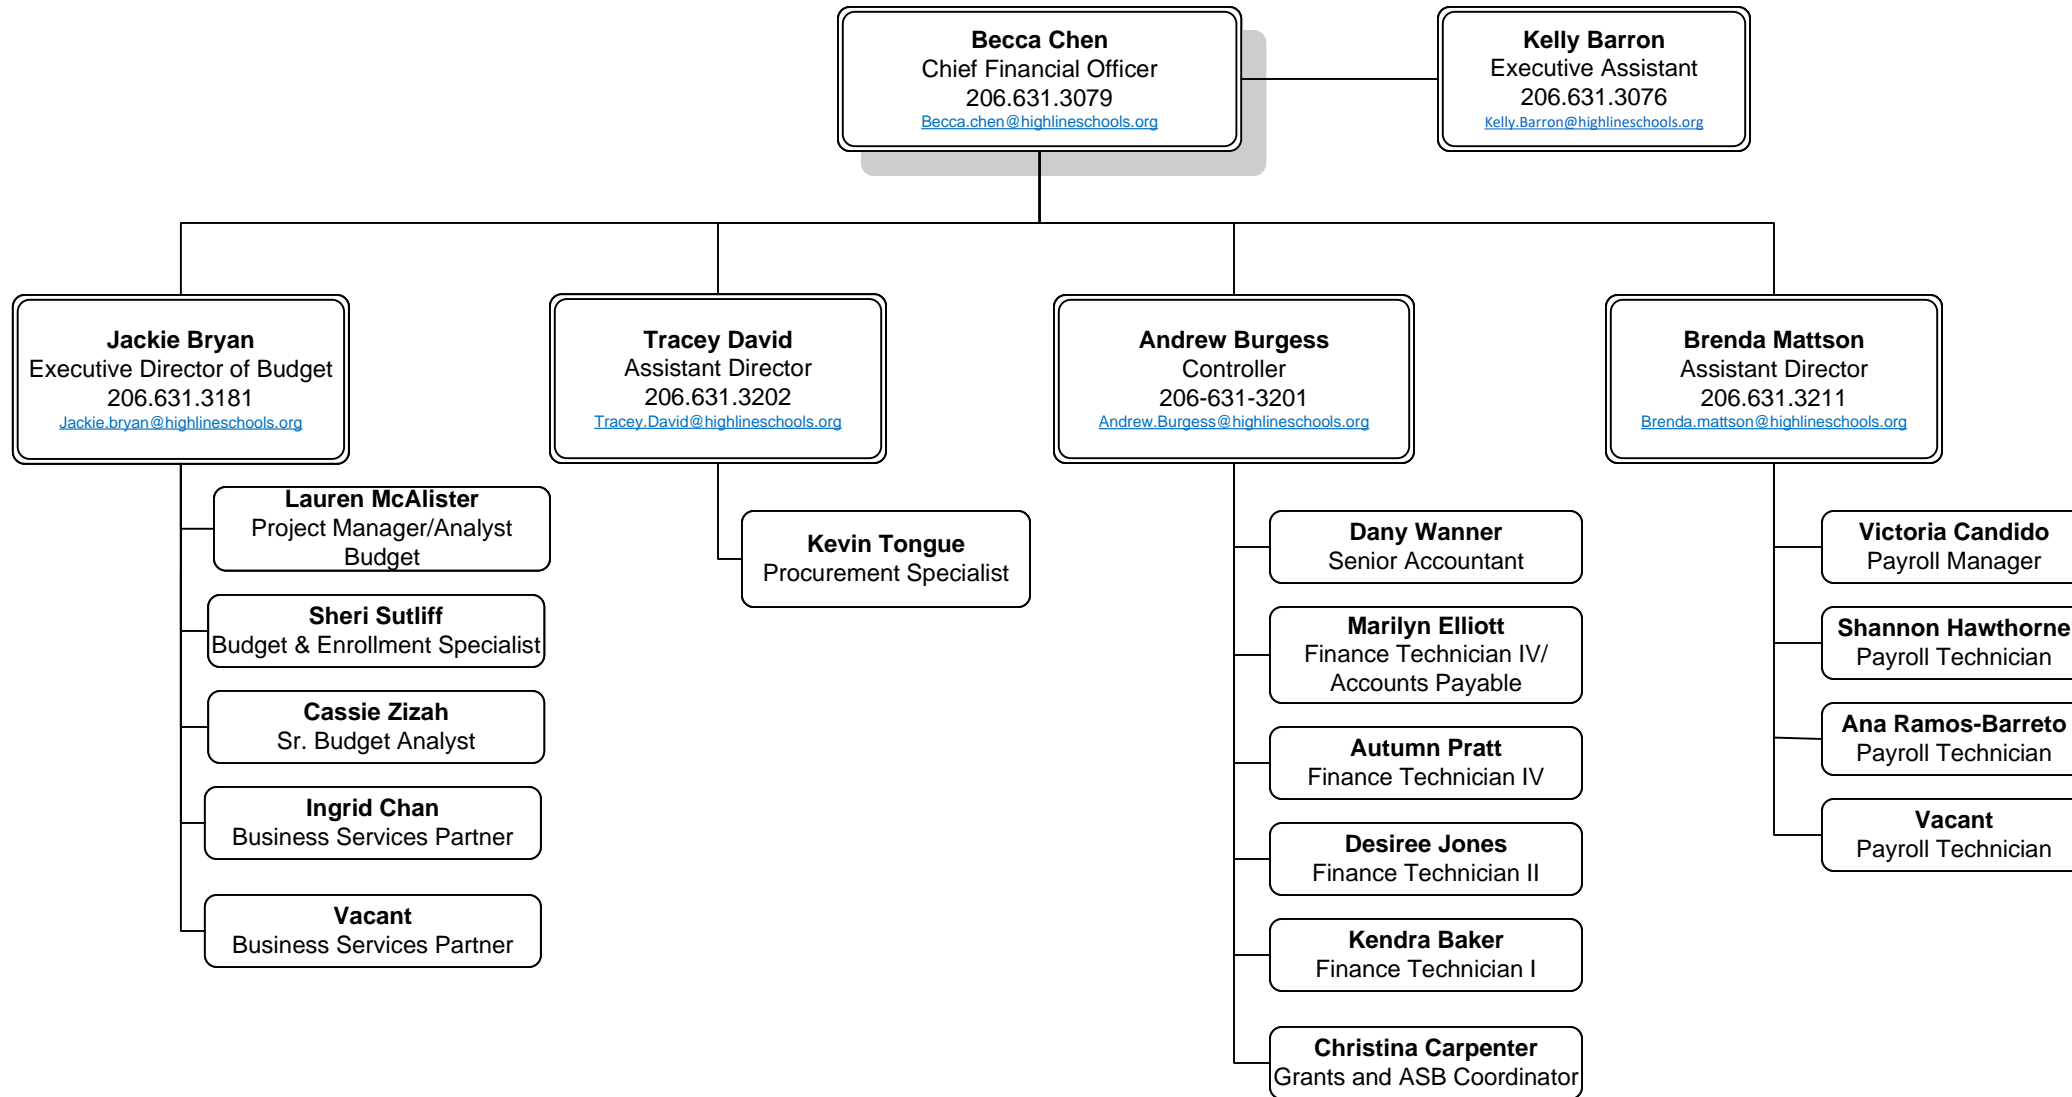 Becca Chen
Chief Financial Officer
206.631.3079
Becca.chen@highlineschools.org
Kelly Barron
Executive Assistant
206.631.3076
Kelly.Barron@highlineschools.org
Jackie Bryan
Executive Director of Budget
206.631.3181
Jackie.bryan@highlineschools.org
Tracey David
Assistant Director
206.631.3202
Tracey.David@highlineschools.org
Andrew Burgess
Controller
206-631-3201
Andrew.Burgess@highlineschools.org
Brenda Mattson
Assistant Director
206.631.3211
Brenda.mattson@highlineschools.org
Lauren McAlister
Project Manager/Analyst
Budget
Sheri Sutliff
Budget & Enrollment Specialist
Cassie Zizah
Sr. Budget Analyst
Ingrid Chan
Business Services Partner
Vacant
Business Services Partner
Kevin Tongue
Procurement Specialist
Dany Wanner
Senior Accountant
Marilyn Elliott
Finance Technician IV/
Accounts Payable
Autumn Pratt
Finance Technician IV
Desiree Jones
Finance Technician II
Kendra Baker
Finance Technician I
Christina Carpenter
Grants and ASB Coordinator
Victoria Candido
Payroll Manager
Shannon Hawthorne
Payroll Technician
Ana Ramos-Barreto
Payroll Technician
Vacant
Payroll Technician